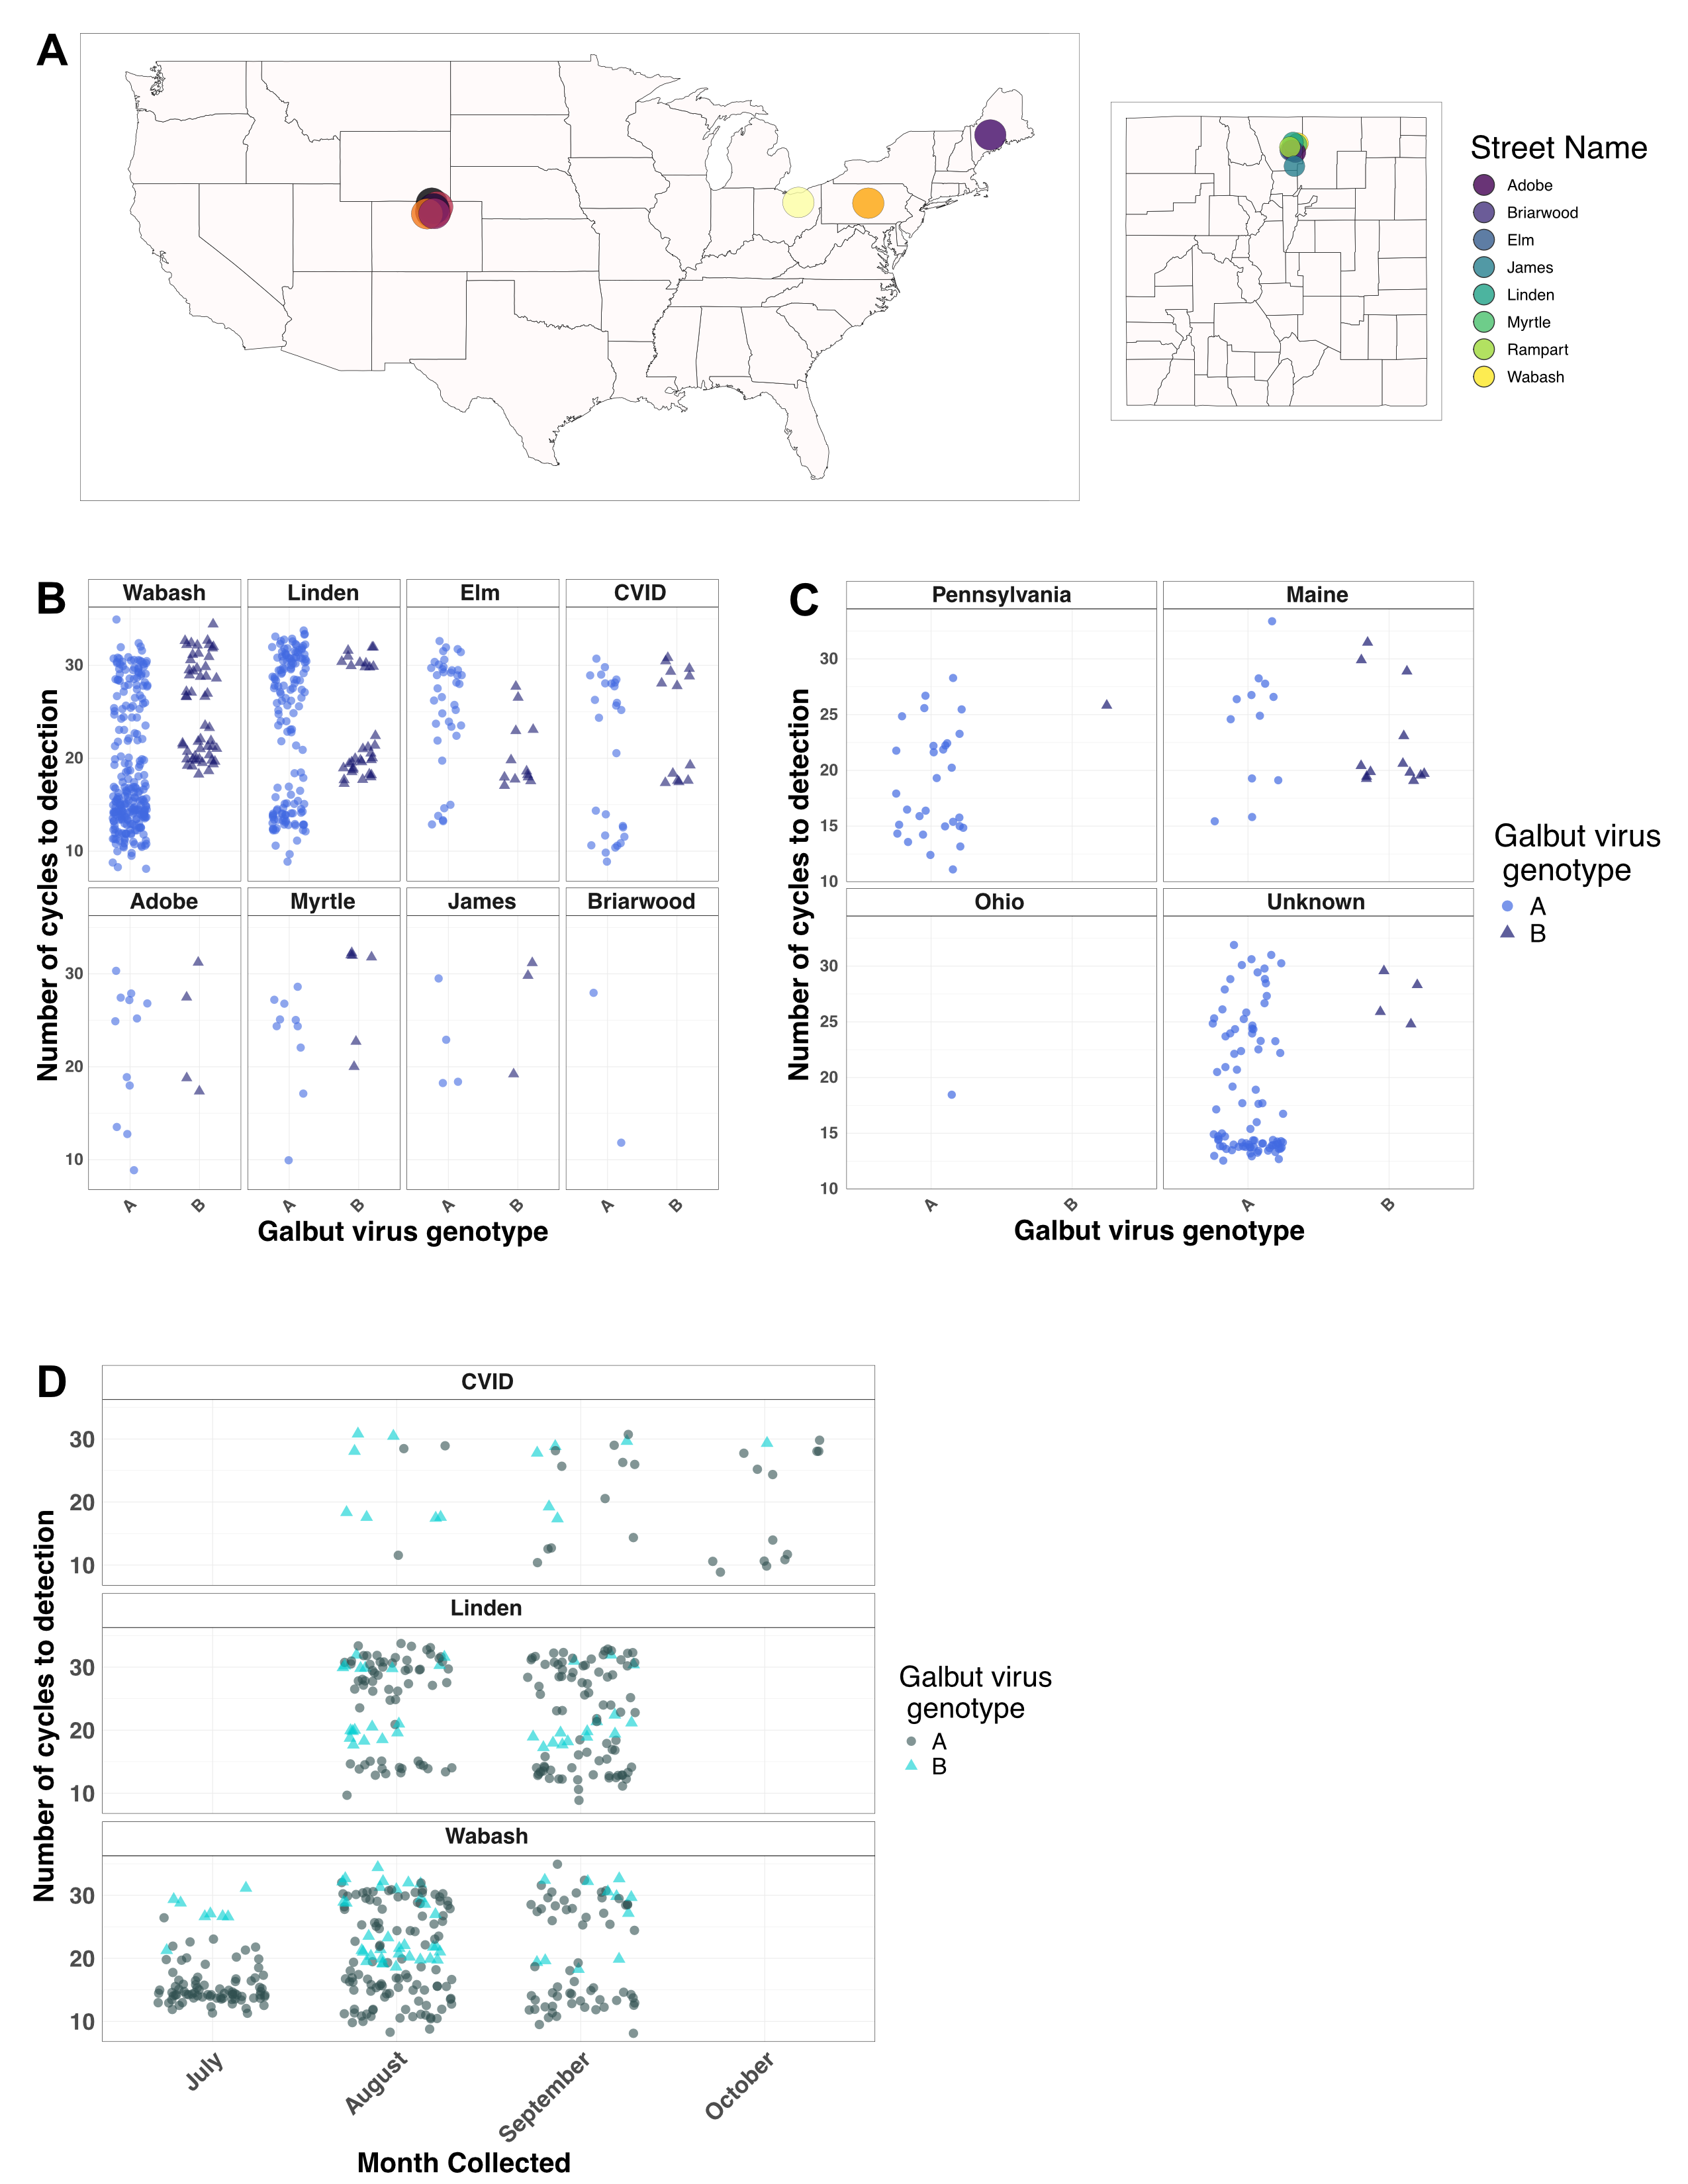 A
Street Name
Adobe
Briarwood
Elm
James
Linden
Myrtle
Rampart
Wabash
B
Number of cycles to detection
Wabash
Linden
Elm
CVID
30
20
10
Adobe
Myrtle
James
Briarwood
30
20
10
A
B
A
B
A
B
A
B
Galbut virus genotype
C
Number of cycles to detection
Pennsylvania
Maine
30
25
20
15
10
Ohio
Unknown
30
25
20
15
10
A
B
A
B
Galbut virus genotype
Galbut virus
genotype
A
B
D
Number of cycles to detection
CVID
30
20
10
Linden
30
20
10
Wabash
30
20
10
July
August
September
October
Month Collected
Galbut virus
genotype
A
B